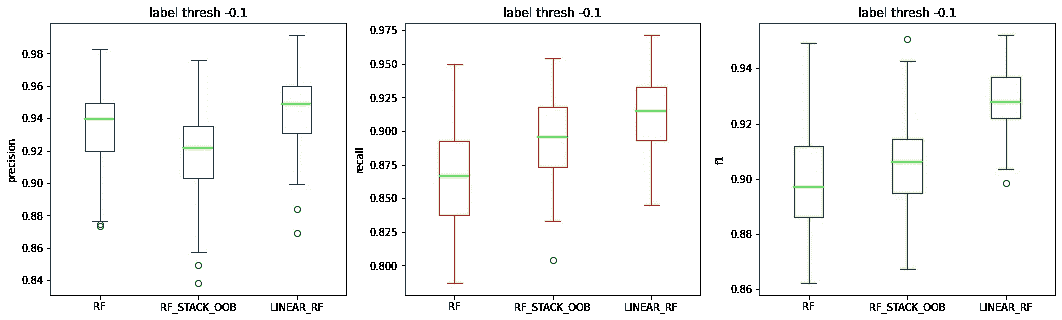 label thresh -0.1
precision
0.98
0.96
0.94
0.92
0.90
0.88
0.86
0.84
RF
RF_STACK_OOB
LINEAR_RF
label thresh -0.1
recall
0.975
0.950
0.925
0.900
0.875
0.850
0.825
0.800
RF
RF_STACK_OOB
LINEAR_RF
label thresh -0.1
f1
0.94
0.92
0.90
0.88
0.86
RF
RF_STACK_OOB
LINEAR_RF